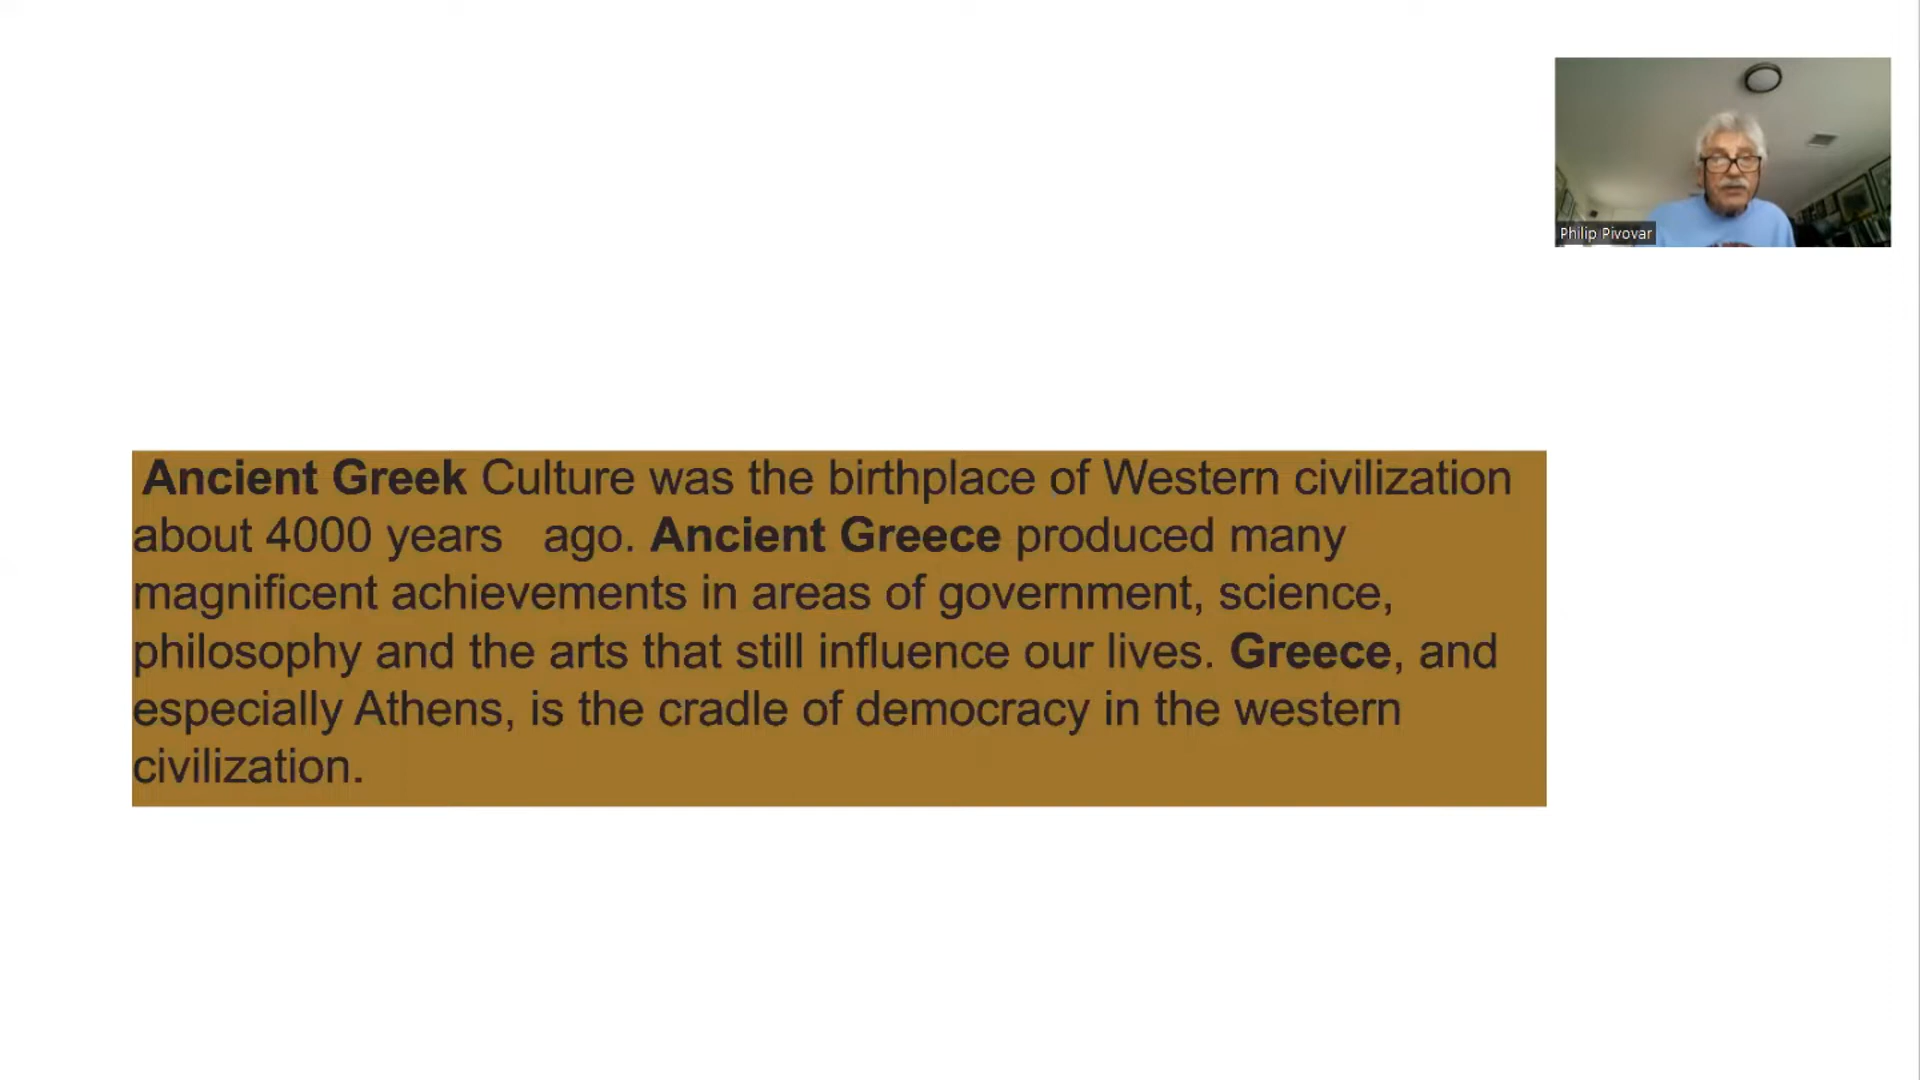 Philip Pivovar
Ancient Greek Culture was the birthplace of Western civilization
about 4000 years ago. Ancient Greece produced many
magnificent achievements in areas of government, science,
philosophy and the arts that still influence our lives. Greece, and
especially Athens, is the cradle of democracy in the western
civilization.